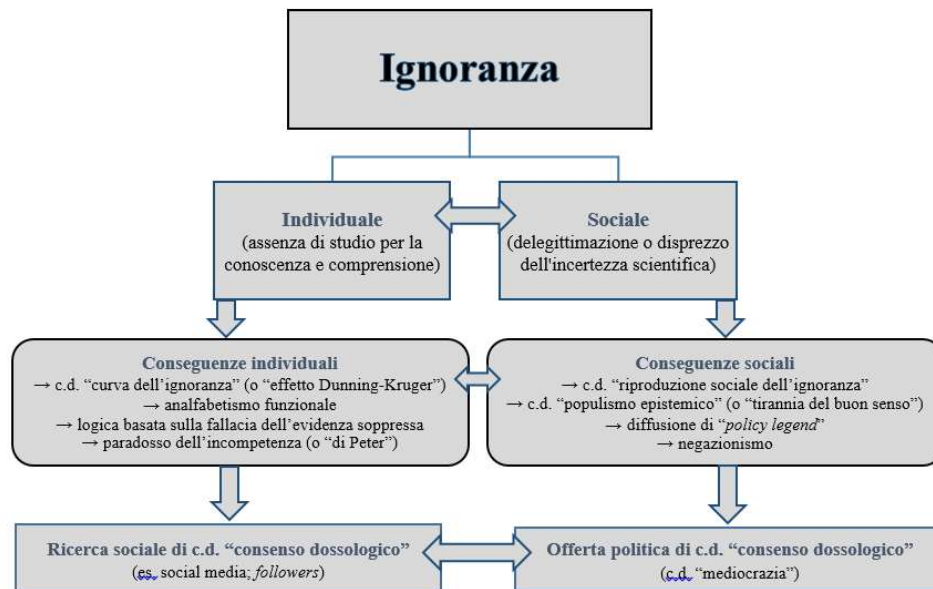 Ignoranza
Individuale
(assenza di studio per la
conoscenza e comprensione)
Sociale
(delegittimazione o disprezzo
dell'incertezza scientifica)
Conseguenze individuali
→ c.d. “curva dell’ignoranza” (o “effetto Dunning-Kruger”)
→ analfabetismo funzionale
→ logica basata sulla fallacia dell’evidenza soppressa
→ paradosso dell’incompetenza (o “di Peter”)
Conseguenze sociali
→ c.d. “riproduzione sociale dell’ignoranza”
→ c.d. “populismo epistemico” (o “tirannia del buon senso”)
→ diffusione di “policy legend”
→ negazionismo
Ricerca sociale di c.d. “consenso dossologico”
(es. social media; followers)
Offerta politica di c.d. “consenso dossologico”
(c.d. “mediocrazia”)